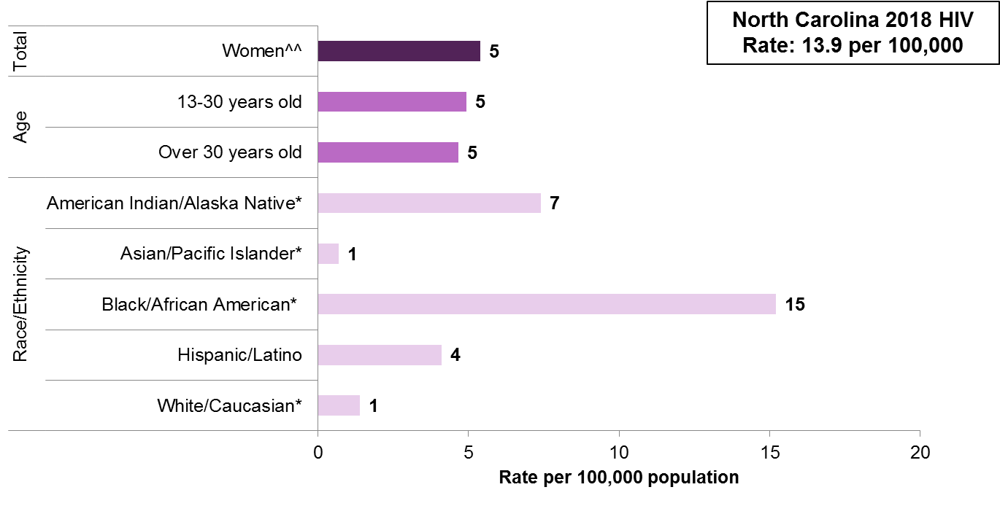 North Carolina 2018 HIV
Rate: 13.9 per 100,000
Total
Women^^
5
Age
13-30 years old
5
Over 30 years old
5
Race/Ethnicity
American Indian/Alaska Native*
7
Asian/Pacific Islander*
1
Black/African American*
15
Hispanic/Latino
4
White/Caucasian*
1
0 5 10 15 20
Rate per 100,000 population